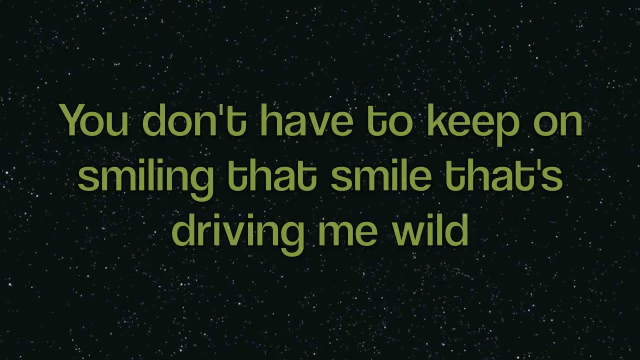 You don't have to keep on
smiling that smile that's
driving me wild